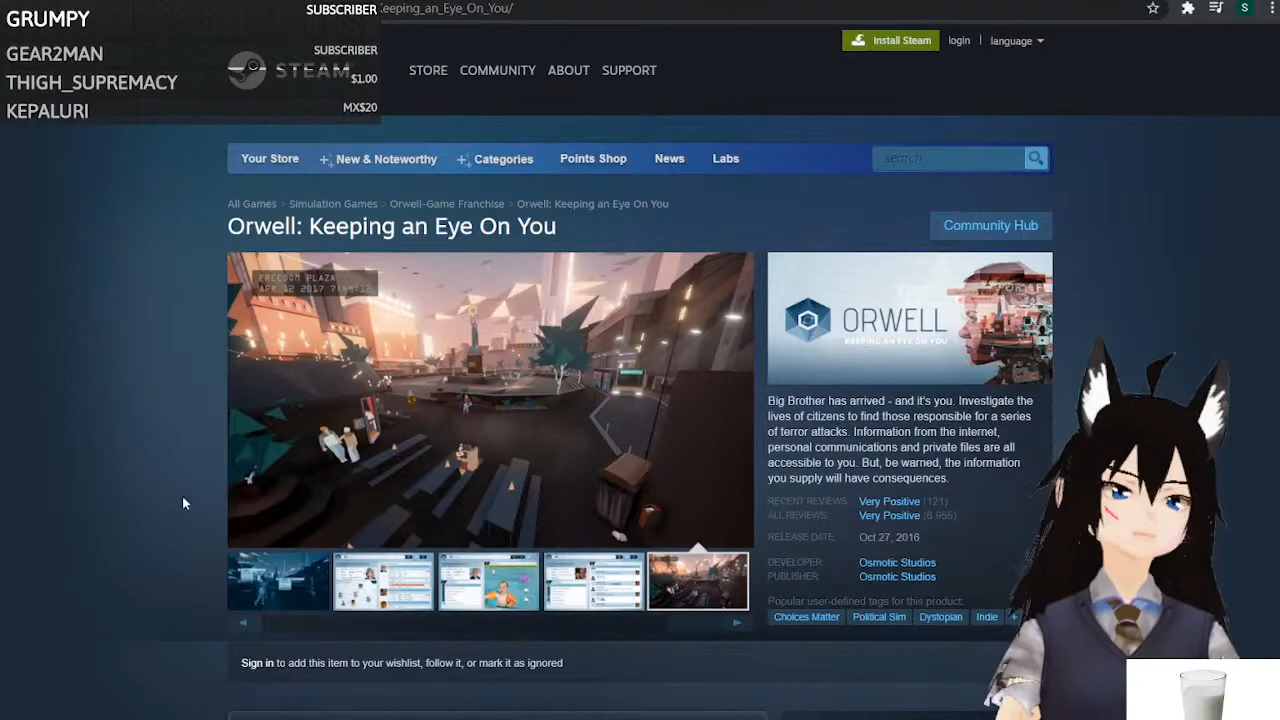 GRUMPY SUBSCRIBER
GEAR2MAN SUBSCRIBER
THIGH_SUPREMACY $1.00
KEPALURI MX$20
eeping_an_Eye_On_You/
S
STEAM
STORE COMMUNITY ABOUT SUPPORT
Install Steam login | language
Your Store New & Noteworthy Categories Points Shop News Labs search
All Games > Simulation Games > Orwell-Game Franchise > Orwell: Keeping an Eye On You
Orwell: Keeping an Eye On You
Community Hub
FREEDOM PLAZA
APR 12 2017
ORWELL
KEEPING AN EYE ON YOU
Big Brother has arrived - and it's you. Investigate the
lives of citizens to find those responsible for a series
of terror attacks. Information from the internet,
personal communications and private files are all
accessible to you. But, be warned, the information
you supply will have consequences.
RECENT REVIEWS: Very Positive (121)
ALL REVIEWS: Very Positive (6,955)
RELEASE DATE: Oct 27, 2016
DEVELOPER: Osmotic Studios
PUBLISHER: Osmotic Studios
Popular user-defined tags for this product:
Choices Matter Political Sim Dystopian Indie +
Sign in to add this item to your wishlist, follow it, or mark it as ignored